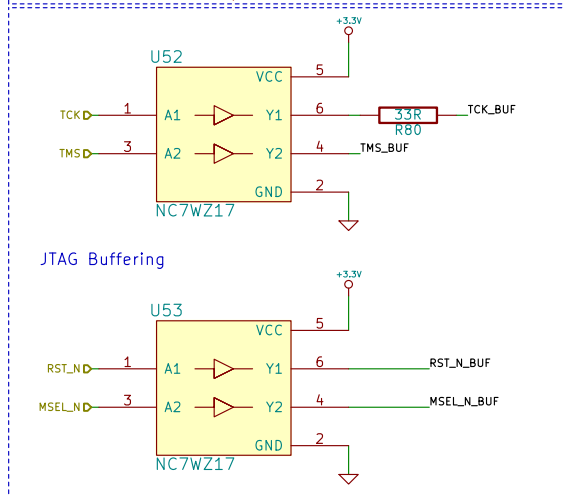 +3.3V
U52
VCC 5
TCK 1 A1 Y1 6 33R TCK_BUF
R80
TMS 3 A2 Y2 4 TMS_BUF
GND 2
NC7WZ17
JTAG Buffering
+3.3V
U53
VCC 5
RST_N 1 A1 Y1 6 RST_N_BUF
MSEL_N 3 A2 Y2 4 MSEL_N_BUF
GND 2
NC7WZ17